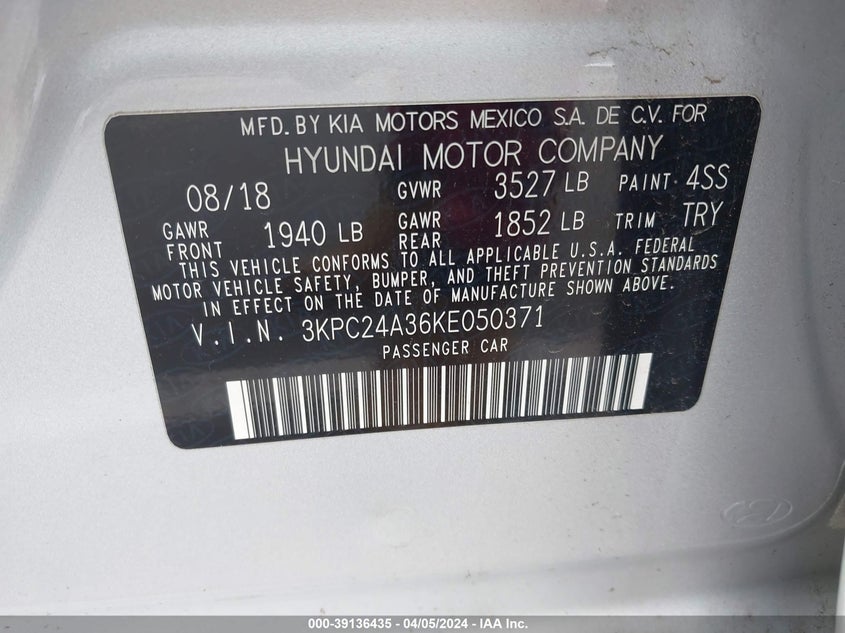 MFD. BY KIA MOTORS MEXICO S.A. DE C.V. FOR
HYUNDAI MOTOR COMPANY
08/18 GVWR 3527 LB PAINT 4SS
GAWR FRONT 1940 LB GAWR REAR 1852 LB TRIM TRY
THIS VEHICLE CONFORMS TO ALL APPLICABLE U.S.A. FEDERAL
MOTOR VEHICLE SAFETY, BUMPER, AND THEFT PREVENTION STANDARDS
IN EFFECT ON THE DATE OF MANUFACTURE SHOWN ABOVE.
V.I.N. 3KPC24A36KE050371
PASSENGER CAR
000-39136435 - 04/05/2024 - IAA Inc.